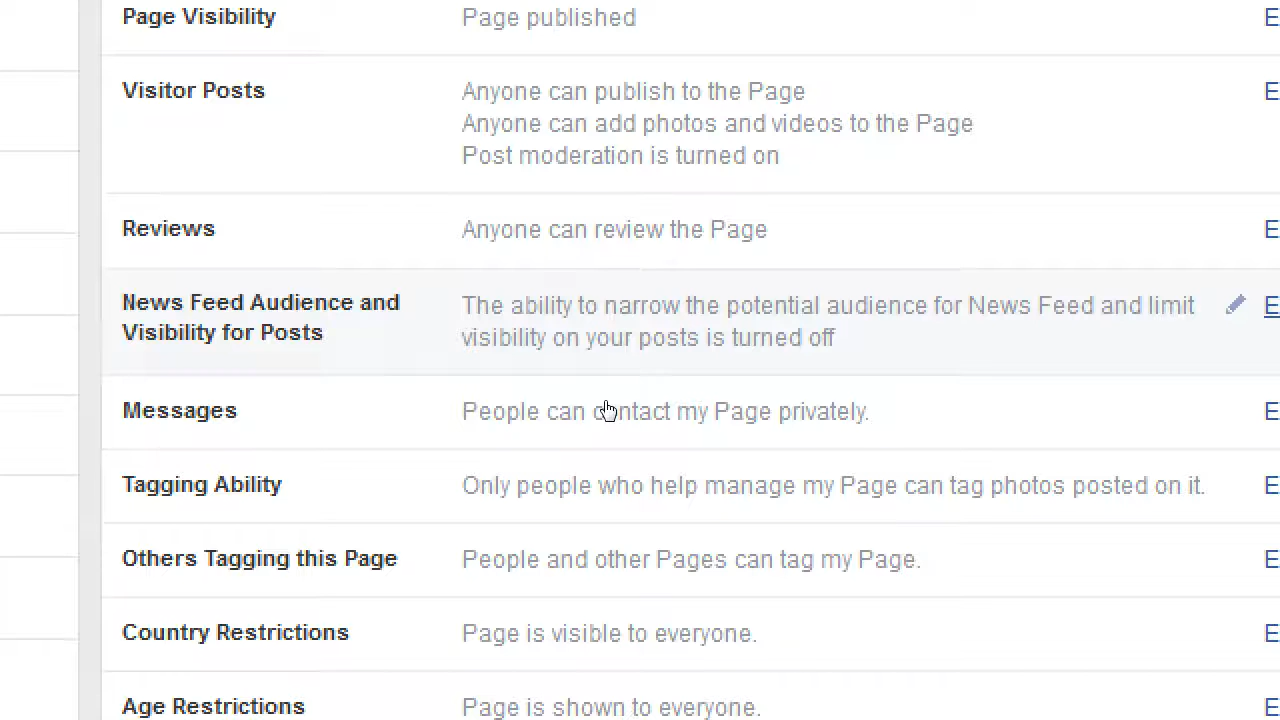 Page Visibility
Page published
E
Visitor Posts
Anyone can publish to the Page
E
Anyone can add photos and videos to the Page
Post moderation is turned on
Reviews
Anyone can review the Page
E
News Feed Audience and
Visibility for Posts
The ability to narrow the potential audience for News Feed and limit
E
visibility on your posts is turned off
Messages
People can contact my Page privately.
E
Tagging Ability
Only people who help manage my Page can tag photos posted on it.
E
Others Tagging this Page
People and other Pages can tag my Page.
E
Country Restrictions
Page is visible to everyone.
E
Age Restrictions
Page is shown to everyone.
E